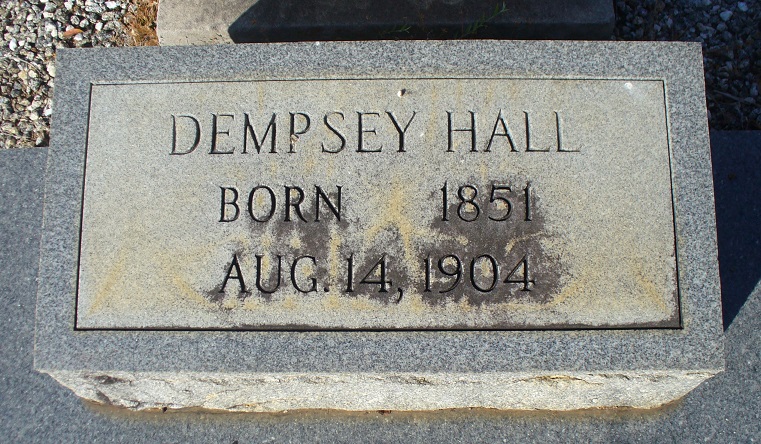 DEMPSEY HALL
BORN 1851
AUG. 14, 1904